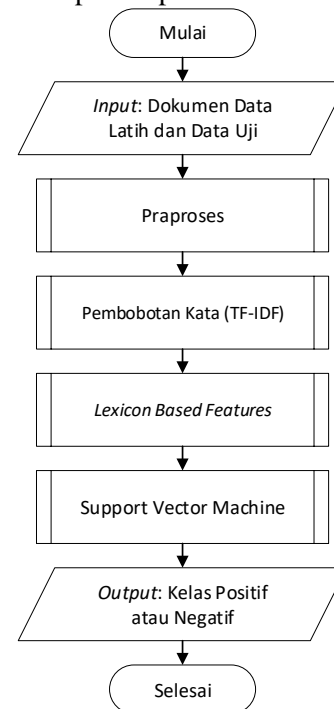 Mulai
Input: Dokumen Data
Latih dan Data Uji
Praproses
Pembobotan Kata (TF-IDF)
Lexicon Based Features
Support Vector Machine
Output: Kelas Positif
atau Negatif
Selesai